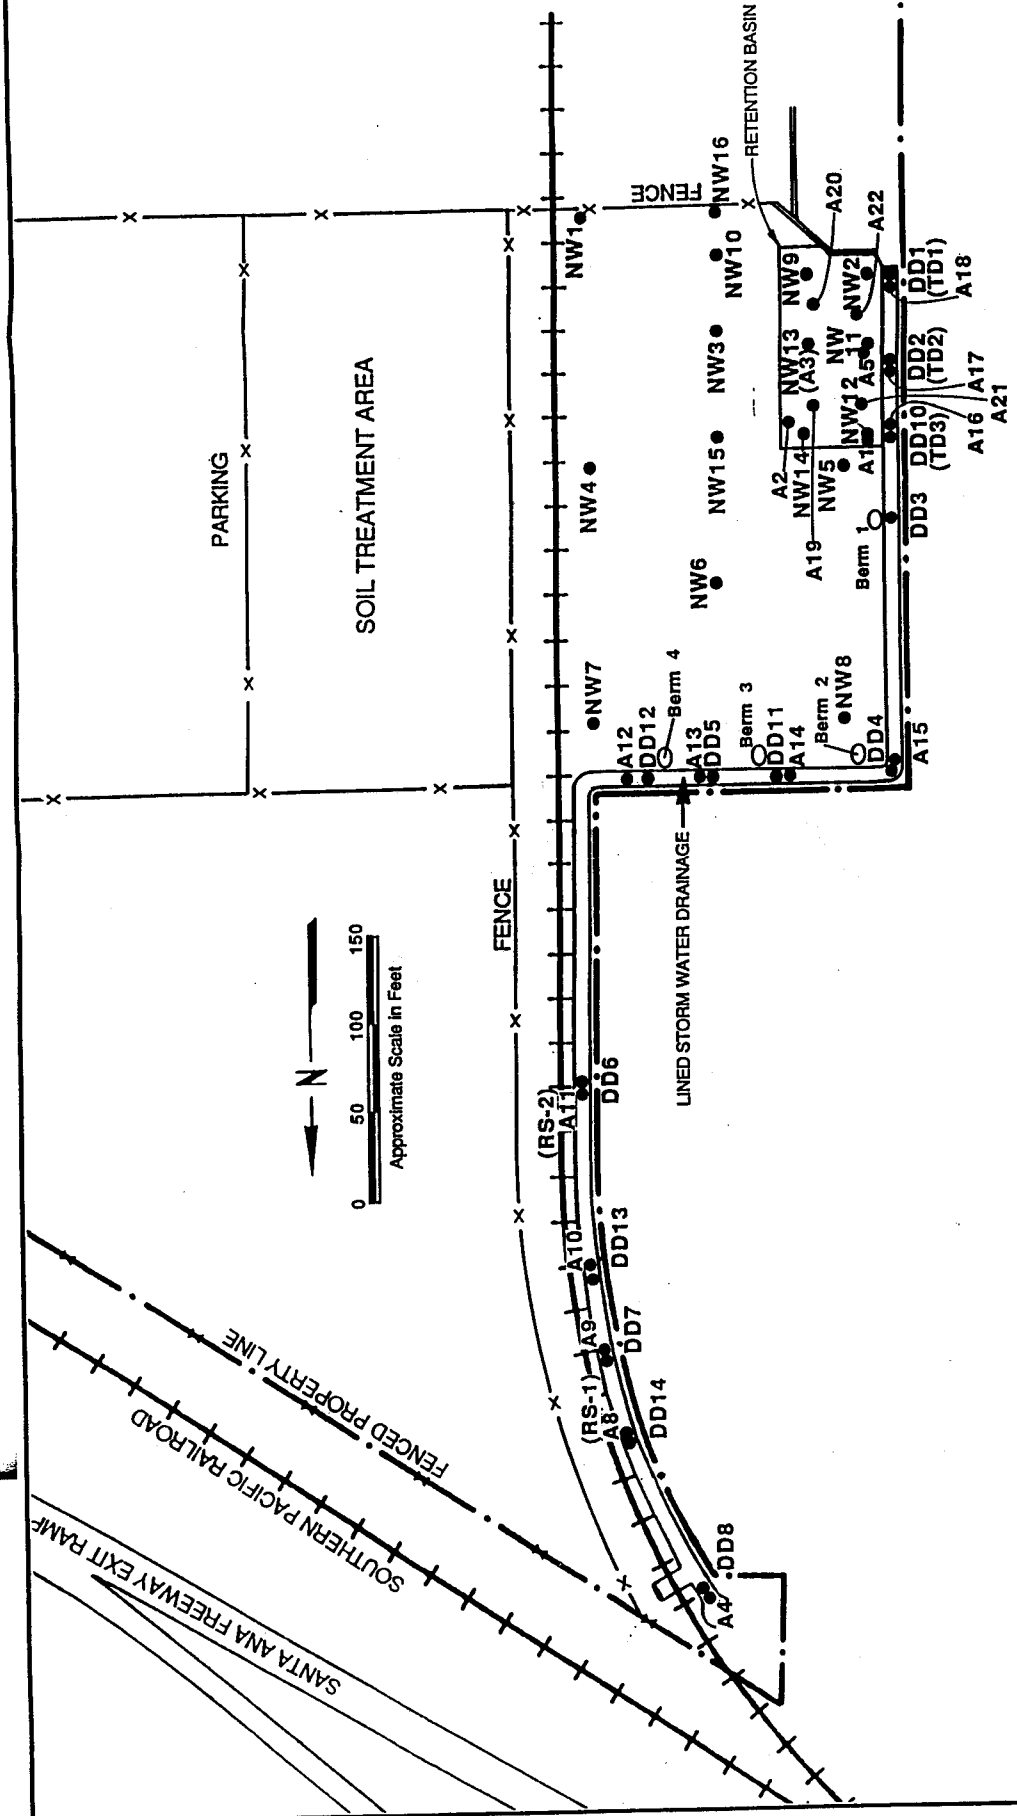 SANTA ANA FREEWAY EXIT RAMP
SOUTHERN PACIFIC RAILROAD
FENCED PROPERTY LINE
N
0 50 100 150
Approximate Scale in Feet
PARKING
SOIL TREATMENT AREA
FENCE
FENCE
RETENTION BASIN
LINED STORM WATER DRAINAGE
A4
DD8
(RS-1)
A8
DD14
A9
DD7
A10
DD13
(RS-2)
A11
DD6
NW7
A12
DD12
Berm 4
A13
DD5
Berm 3
DD11
A14
Berm 2
NW8
DD4
A15
NW4
NW1
NW6
NW15
NW3
NW10
NW16
A2
NW14
NW5
A19
Berm 1
DD3
NW13
(A3)
NW9
A20
NW12
A1
NW
11
A5
NW2
A22
DD10
(TD3)
A16
A21
DD2
(TD2)
A17
DD1
(TD1)
A18